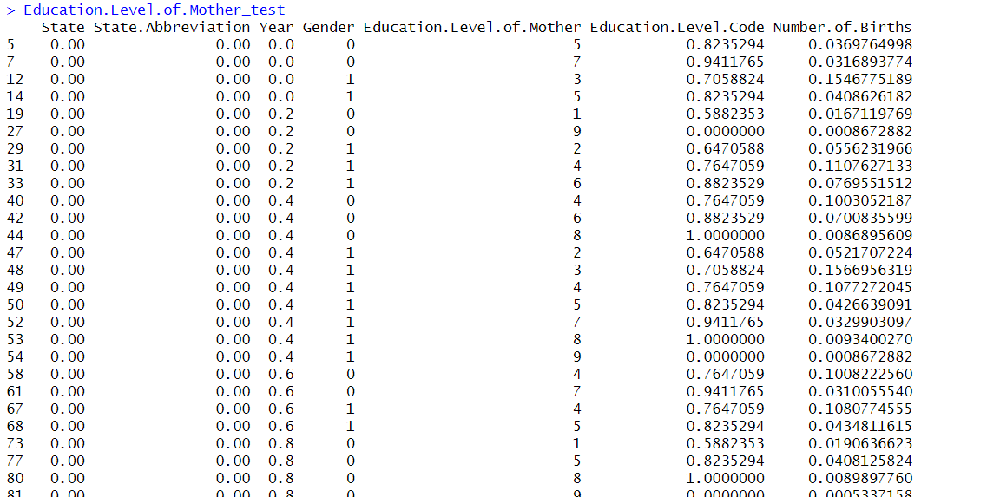 > Education.Level.of.Mother_test
State State.Abbreviation Year Gender Education.Level.of.Mother Education.Level.Code Number.of.Births
5 0.00 0.00 0.0 0 5 0.8235294 0.0369764998
7 0.00 0.00 0.0 0 7 0.9411765 0.0316893774
12 0.00 0.00 0.0 1 3 0.7058824 0.1546775189
14 0.00 0.00 0.0 1 5 0.8235294 0.0408626182
19 0.00 0.00 0.2 0 1 0.5882353 0.0167119769
27 0.00 0.00 0.2 0 9 0.0000000 0.0008672882
29 0.00 0.00 0.2 1 2 0.6470588 0.0556231966
31 0.00 0.00 0.2 1 4 0.7647059 0.1107627133
33 0.00 0.00 0.2 1 6 0.8823529 0.0769551512
40 0.00 0.00 0.4 0 4 0.7647059 0.1003052187
42 0.00 0.00 0.4 0 6 0.8823529 0.0700835599
44 0.00 0.00 0.4 0 8 1.0000000 0.0086895609
47 0.00 0.00 0.4 1 2 0.6470588 0.0521707224
48 0.00 0.00 0.4 1 3 0.7058824 0.1566956319
49 0.00 0.00 0.4 1 4 0.7647059 0.1077272045
50 0.00 0.00 0.4 1 5 0.8235294 0.0426639091
52 0.00 0.00 0.4 1 7 0.9411765 0.0329903097
53 0.00 0.00 0.4 1 8 1.0000000 0.0093400270
54 0.00 0.00 0.4 1 9 0.0000000 0.0008672882
58 0.00 0.00 0.6 0 4 0.7647059 0.1008222560
61 0.00 0.00 0.6 0 7 0.9411765 0.0310055540
67 0.00 0.00 0.6 1 4 0.7647059 0.1080774555
68 0.00 0.00 0.6 1 5 0.8235294 0.0434811615
73 0.00 0.00 0.8 0 1 0.5882353 0.0190636623
77 0.00 0.00 0.8 0 5 0.8235294 0.0408125824
80 0.00 0.00 0.8 0 8 1.0000000 0.0089897760
81 0.00 0.00 0.8 0 9 0.0000000 0.0005337158